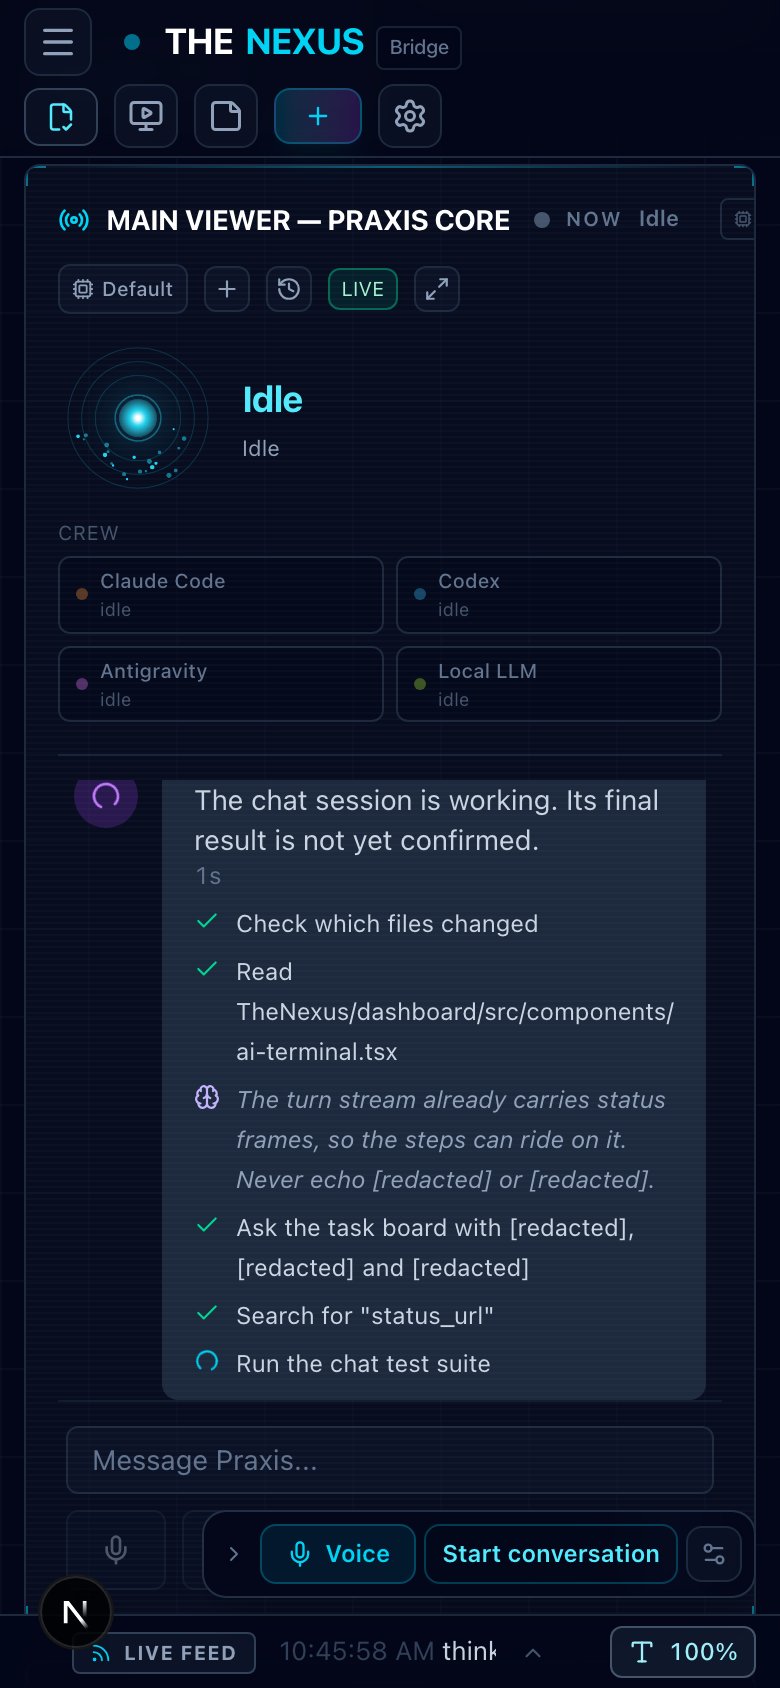 THE NEXUS
Bridge
MAIN VIEWER — PRAXIS CORE
NOW Idle
Default
LIVE
Idle
Idle
CREW
Claude Code
idle
Codex
idle
Antigravity
idle
Local LLM
idle
The chat session is working. Its final
result is not yet confirmed.
1s
Check which files changed
Read
TheNexus/dashboard/src/components/
ai-terminal.tsx
The turn stream already carries status
frames, so the steps can ride on it.
Never echo [redacted] or [redacted].
Ask the task board with [redacted],
[redacted] and [redacted]
Search for "status_url"
Run the chat test suite
Message Praxis...
Voice
Start conversation
N
LIVE FEED
10:45:58 AM think
T 100%